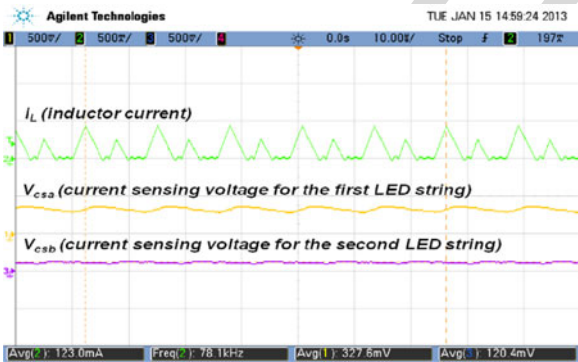 Agilent Technologies TUE JAN 15 14:59:24 2013
1 500▽/ 2 500▽/ 3 500▽/ 4 0.0s 10.00▽/ Stop 2 197▽
iL (inductor current)
Vcsa (current sensing voltage for the first LED string)
Vcsb (current sensing voltage for the second LED string)
Avg(2): 123.0mA Freq(2): 78.1kHz Avg(1): 327.6mV Avg(3): 120.4mV